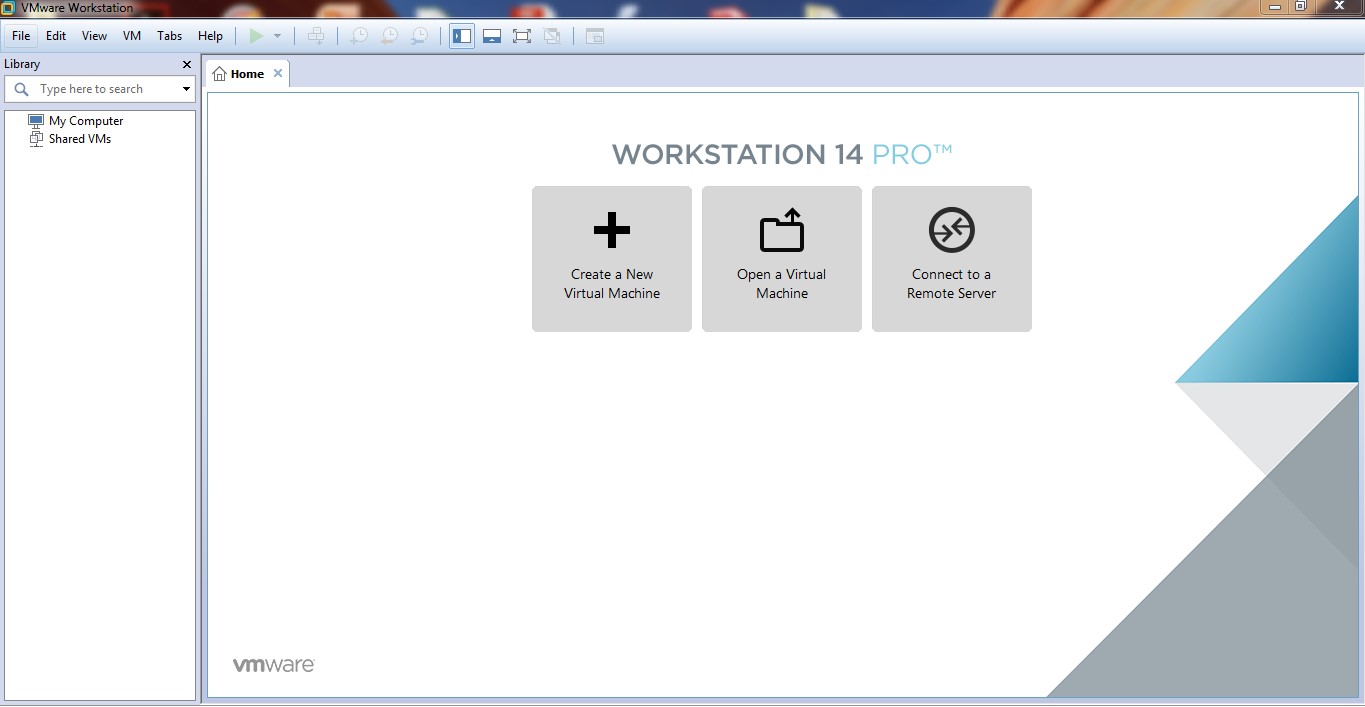 VMware Workstation
File Edit View VM Tabs Help
Library
Type here to search
My Computer
Shared VMs
Home
WORKSTATION 14 PRO™
Create a New
Virtual Machine
Open a Virtual
Machine
Connect to a
Remote Server
vmware